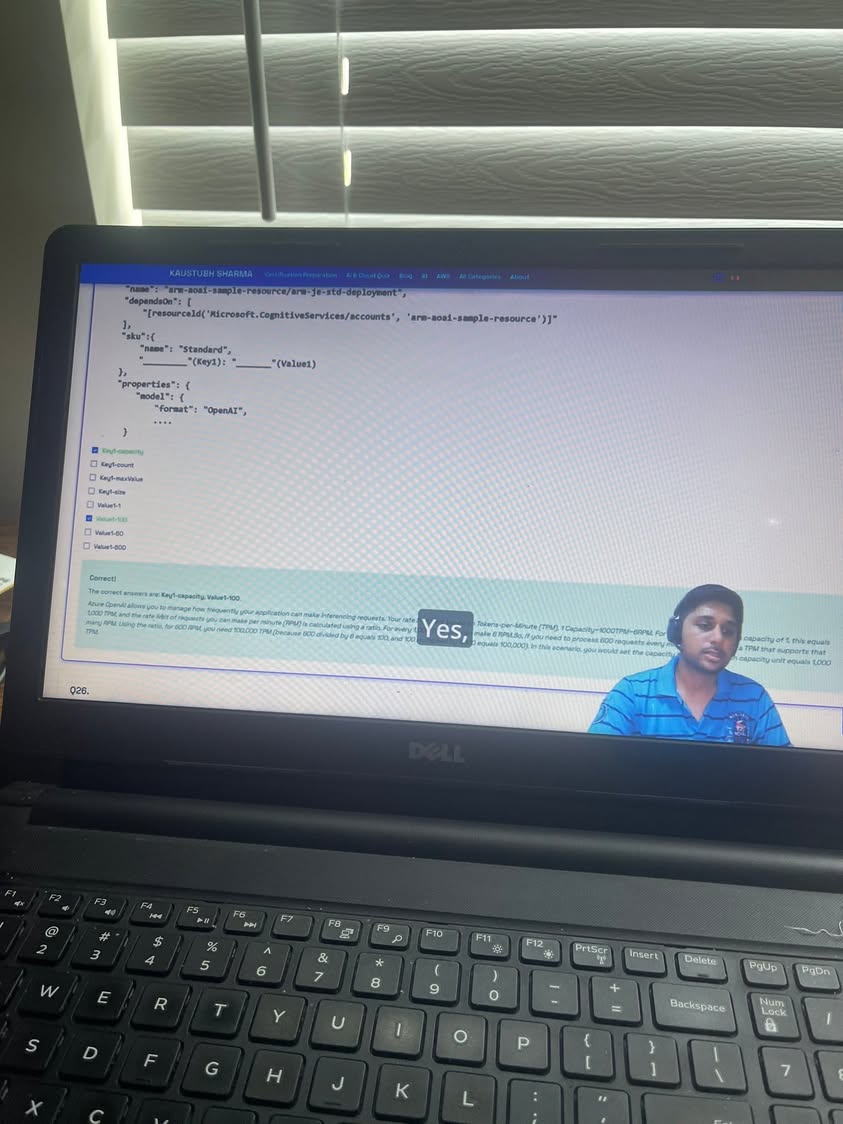 KAUSTUBH SHARMA Certification Preparation AI & Cloud Quiz Blog AI AWS All Categories About
"name": "arm-aoai-sample-resource/arm-je-std-deployment",
"dependsOn": [
"[resourceId('Microsoft.CognitiveServices/accounts', 'arm-aoai-sample-resource')]"
],
"sku":{
"name": "Standard",
"________"(Key1): "______"(Value1)
},
"properties": {
"model": {
"format": "OpenAI",
....
}
Key1-capacity
Key1-count
Key1-maxValue
Key1-size
Value1-1
Value1-100
Value1-60
Value1-600
Correct!
The correct answers are: Key1-capacity, Value1-100.
Azure OpenAI allows you to manage how frequently your application can make inferencing requests. Your rate Tokens-per-Minute (TPM). 1 Capacity=1000TPM=6RPM. For capacity of 1, this equals
1,000 TPM, and the rate limit of requests you can make per minute (RPM) is calculated using a ratio. For every 1, make 6 RPM.So, if you need to process 600 requests every a TPM that supports that
many RPM. Using the ratio, for 600 RPM, you need 100,000 TPM (because 600 divided by 6 equals 100, and 100 equals 100,000). In this scenario, you would set the capacity capacity unit equals 1,000
TPM.
Yes,
Q26.
DELL
F1 F2 F3 F4 F5 F6 F7 F8 F9 F10 F11 F12 PrtScr Insert Delete PgUp PgDn
@ # $ % ^ & * ( ) _ +
2 3 4 5 6 7 8 9 0 - = Backspace Num Lock /
W E R T Y U I O P { [ } ] | \ 7
S D F G H J K L : ; "
X C